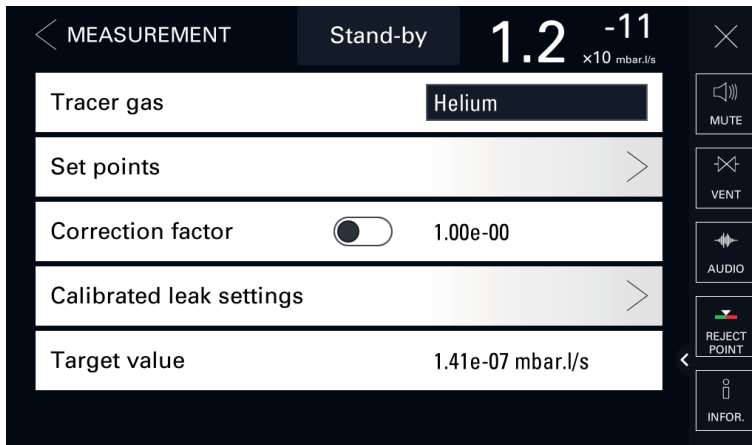 MEASUREMENT
Stand-by
1.2 -11
×10 mbar.l/s
Tracer gas
Helium
Set points
Correction factor
1.00e-00
Calibrated leak settings
Target value
1.41e-07 mbar.l/s
MUTE
VENT
AUDIO
REJECT
POINT
INFOR.